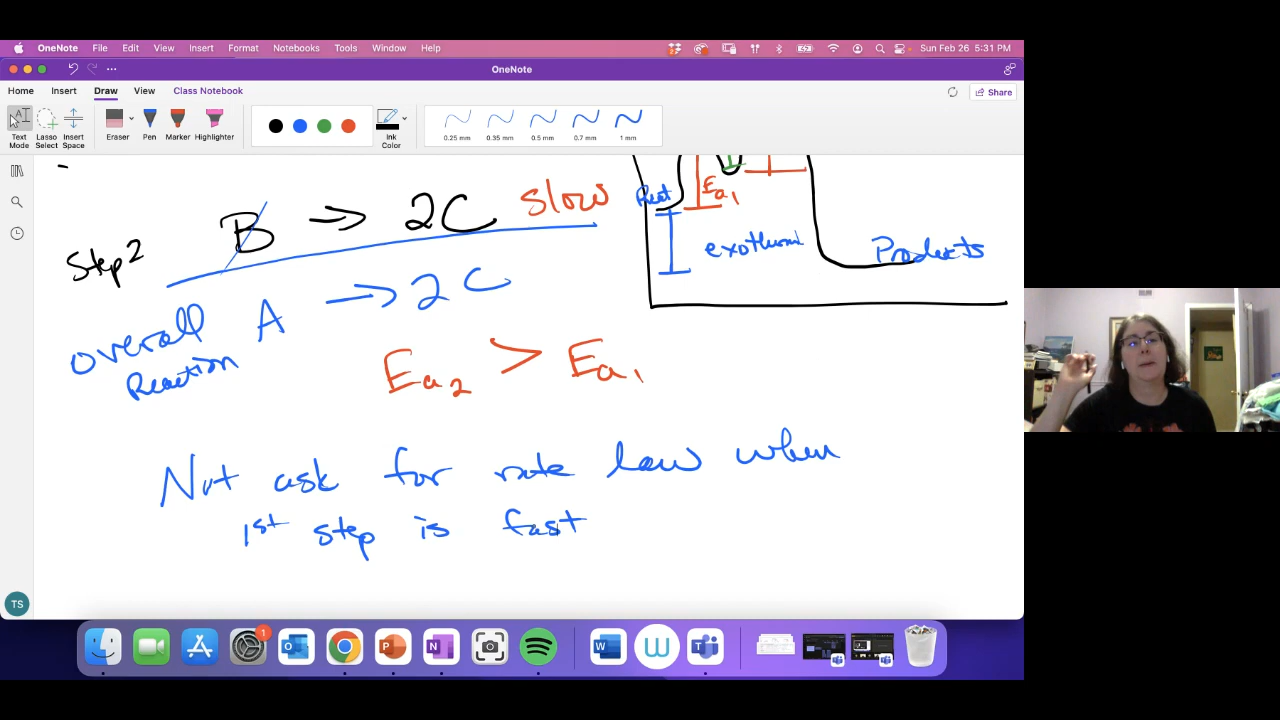 OneNote File Edit View Insert Format Notebooks Tools Window Help Sun Feb 26 5:31 PM
OneNote
Home Insert Draw View Class Notebook Share
Text Mode
Lasso Select
Insert Space
Eraser
Pen
Marker
Highlighter
Ink Color
0.25 mm 0.35 mm 0.5 mm 0.7 mm 1 mm
Step 2 B → 2C slow
Overall Reaction A → 2C
Ea2 > Ea1
Not ask for rate law when
1st step is fast
Ea1
Products
TS
1